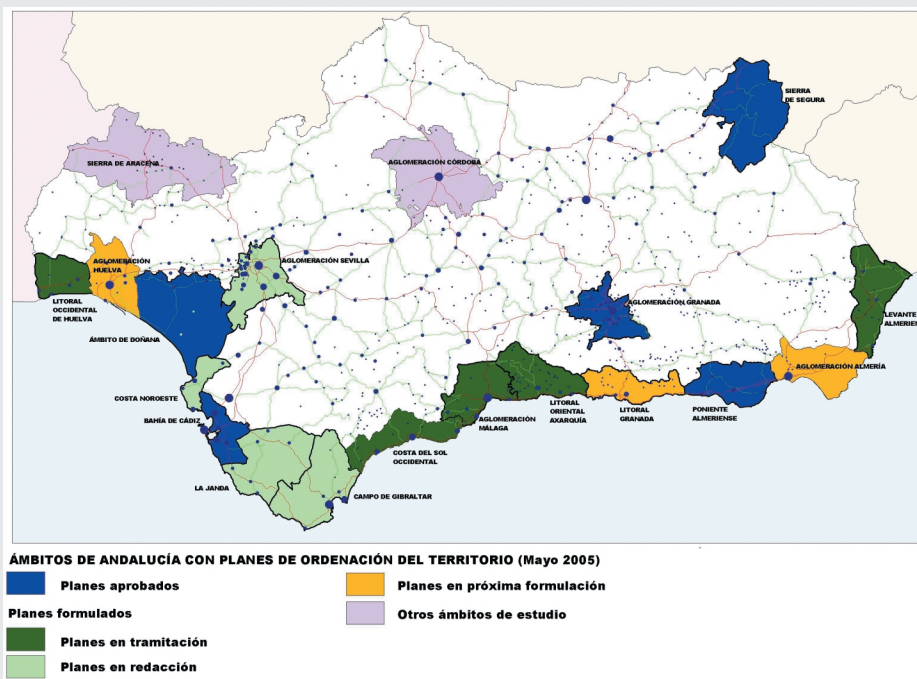 SIERRA
DE SEGURA
SIERRA DE ARACENA
AGLOMERACIÓN CÓRDOBA
AGLOMERACIÓN
HUELVA
AGLOMERACIÓN SEVILLA
LITORAL
OCCIDENTAL
DE HUELVA
ÁMBITO DE DOÑANA
AGLOMERACIÓN GRANADA
LEVANTE
ALMERIEN
AGLOMERACIÓN ALMERÍA
COSTA NOROESTE
BAHÍA DE CÁDIZ
AGLOMERACIÓN
MÁLAGA
LITORAL
ORIENTAL
AXARQUÍA
LITORAL
GRANADA
PONIENTE
ALMERIENSE
COSTA DEL SOL
OCCIDENTAL
LA JANDA
CAMPO DE GIBRALTAR
ÁMBITOS DE ANDALUCÍA CON PLANES DE ORDENACIÓN DEL TERRITORIO (Mayo 2005)
Planes aprobados
Planes formulados
Planes en tramitación
Planes en redacción
Planes en próxima formulación
Otros ámbitos de estudio